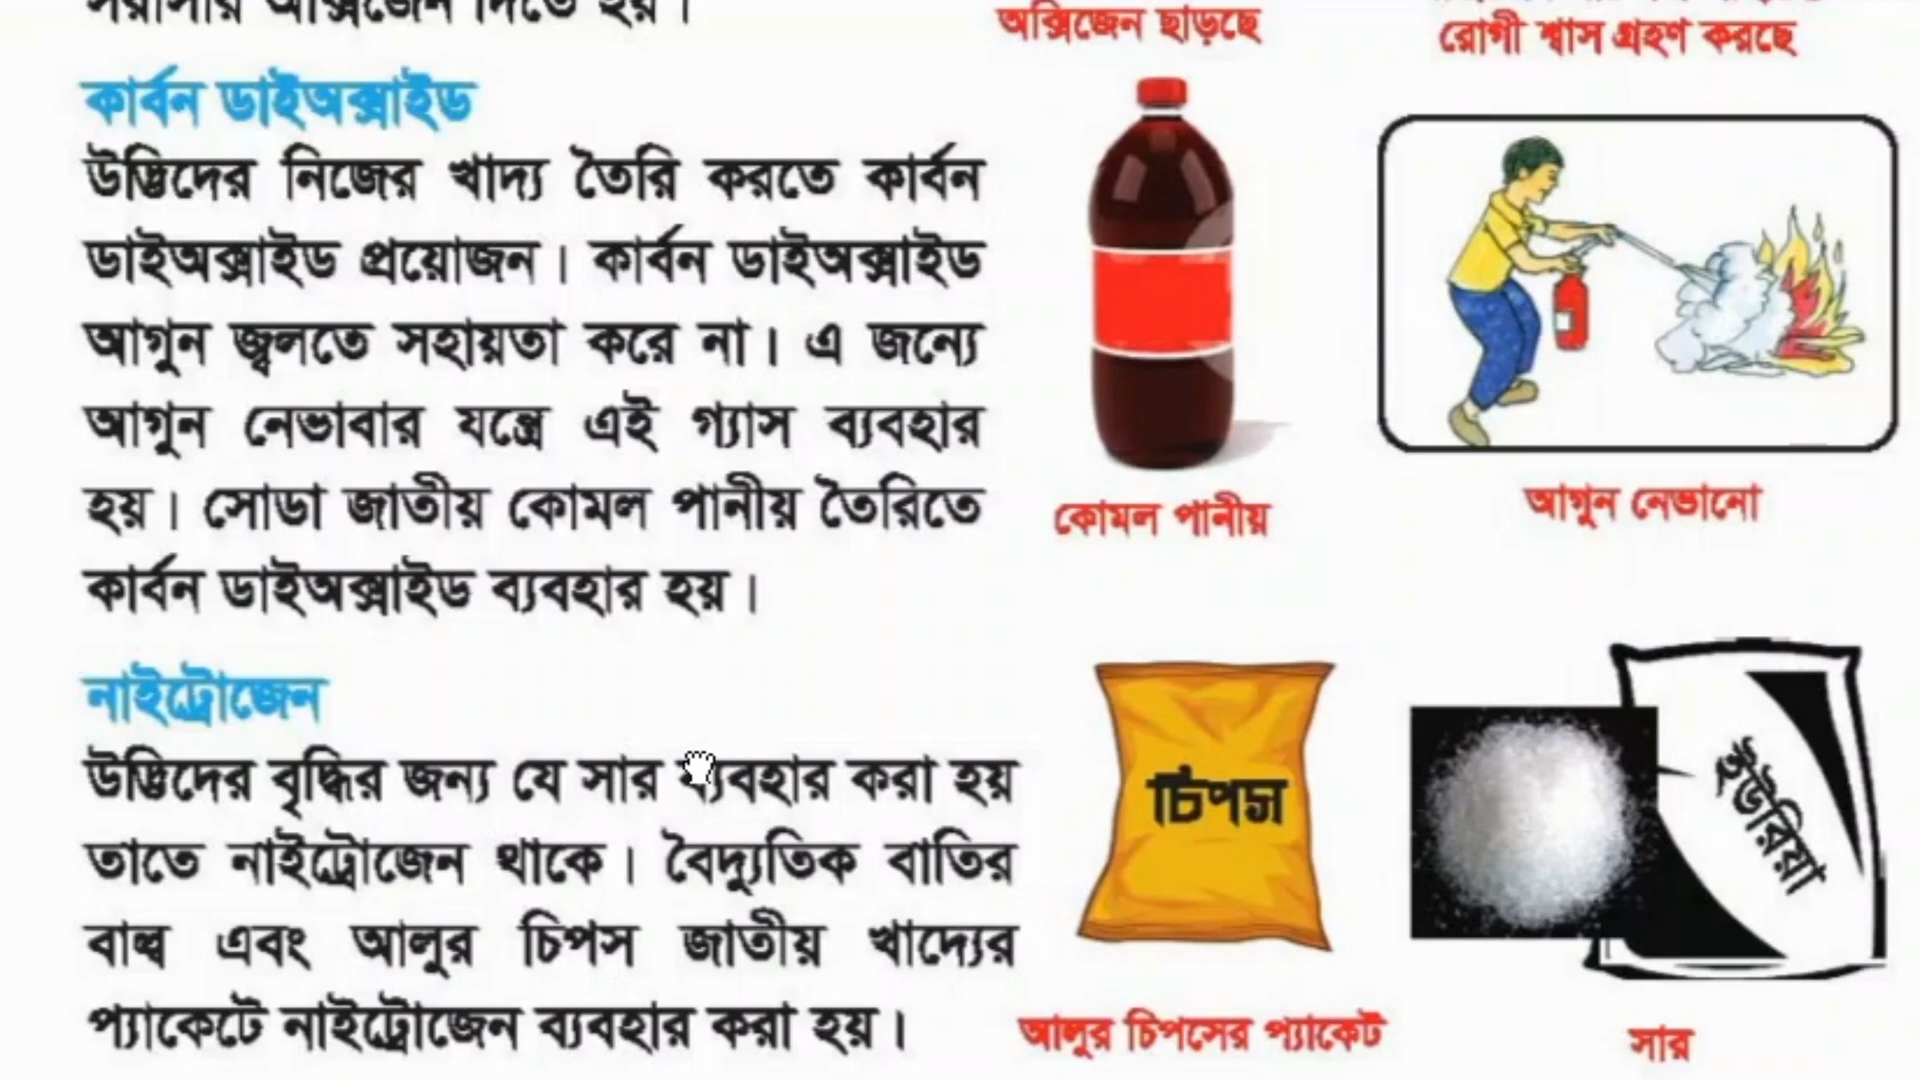 অক্সিজেন দিতে হয়।
অক্সিজেন ছাড়ছে
রোগী শ্বাস গ্রহণ করছে
কার্বন ডাইঅক্সাইড
উদ্ভিদের নিজের খাদ্য তৈরি করতে কার্বন
ডাইঅক্সাইড প্রয়োজন। কার্বন ডাইঅক্সাইড
আগুন জ্বলতে সহায়তা করে না। এ জন্যে
আগুন নেভাবার যন্ত্রে এই গ্যাস ব্যবহার
হয়। সোডা জাতীয় কোমল পানীয় তৈরিতে
কার্বন ডাইঅক্সাইড ব্যবহার হয়।
কোমল পানীয়
আগুন নেভানো
নাইট্রোজেন
উদ্ভিদের বৃদ্ধির জন্য যে সার ব্যবহার করা হয়
তাতে নাইট্রোজেন থাকে। বৈদ্যুতিক বাতির
বাল্ব এবং আলুর চিপস জাতীয় খাদ্যের
প্যাকেটে নাইট্রোজেন ব্যবহার করা হয়।
চিপস
ইউরিয়া
আলুর চিপসের প্যাকেট
সার